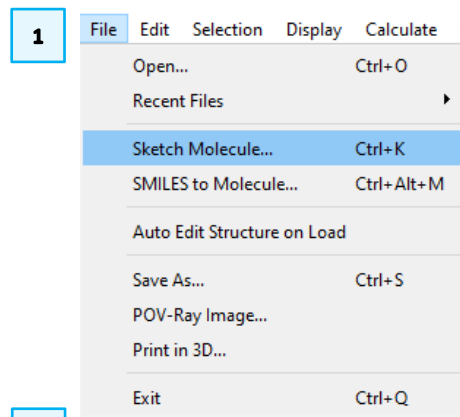 1
File Edit Selection Display Calculate
Open... Ctrl+O
Recent Files
Sketch Molecule... Ctrl+K
SMILES to Molecule... Ctrl+Alt+M
Auto Edit Structure on Load
Save As... Ctrl+S
POV-Ray Image...
Print in 3D...
Exit Ctrl+Q